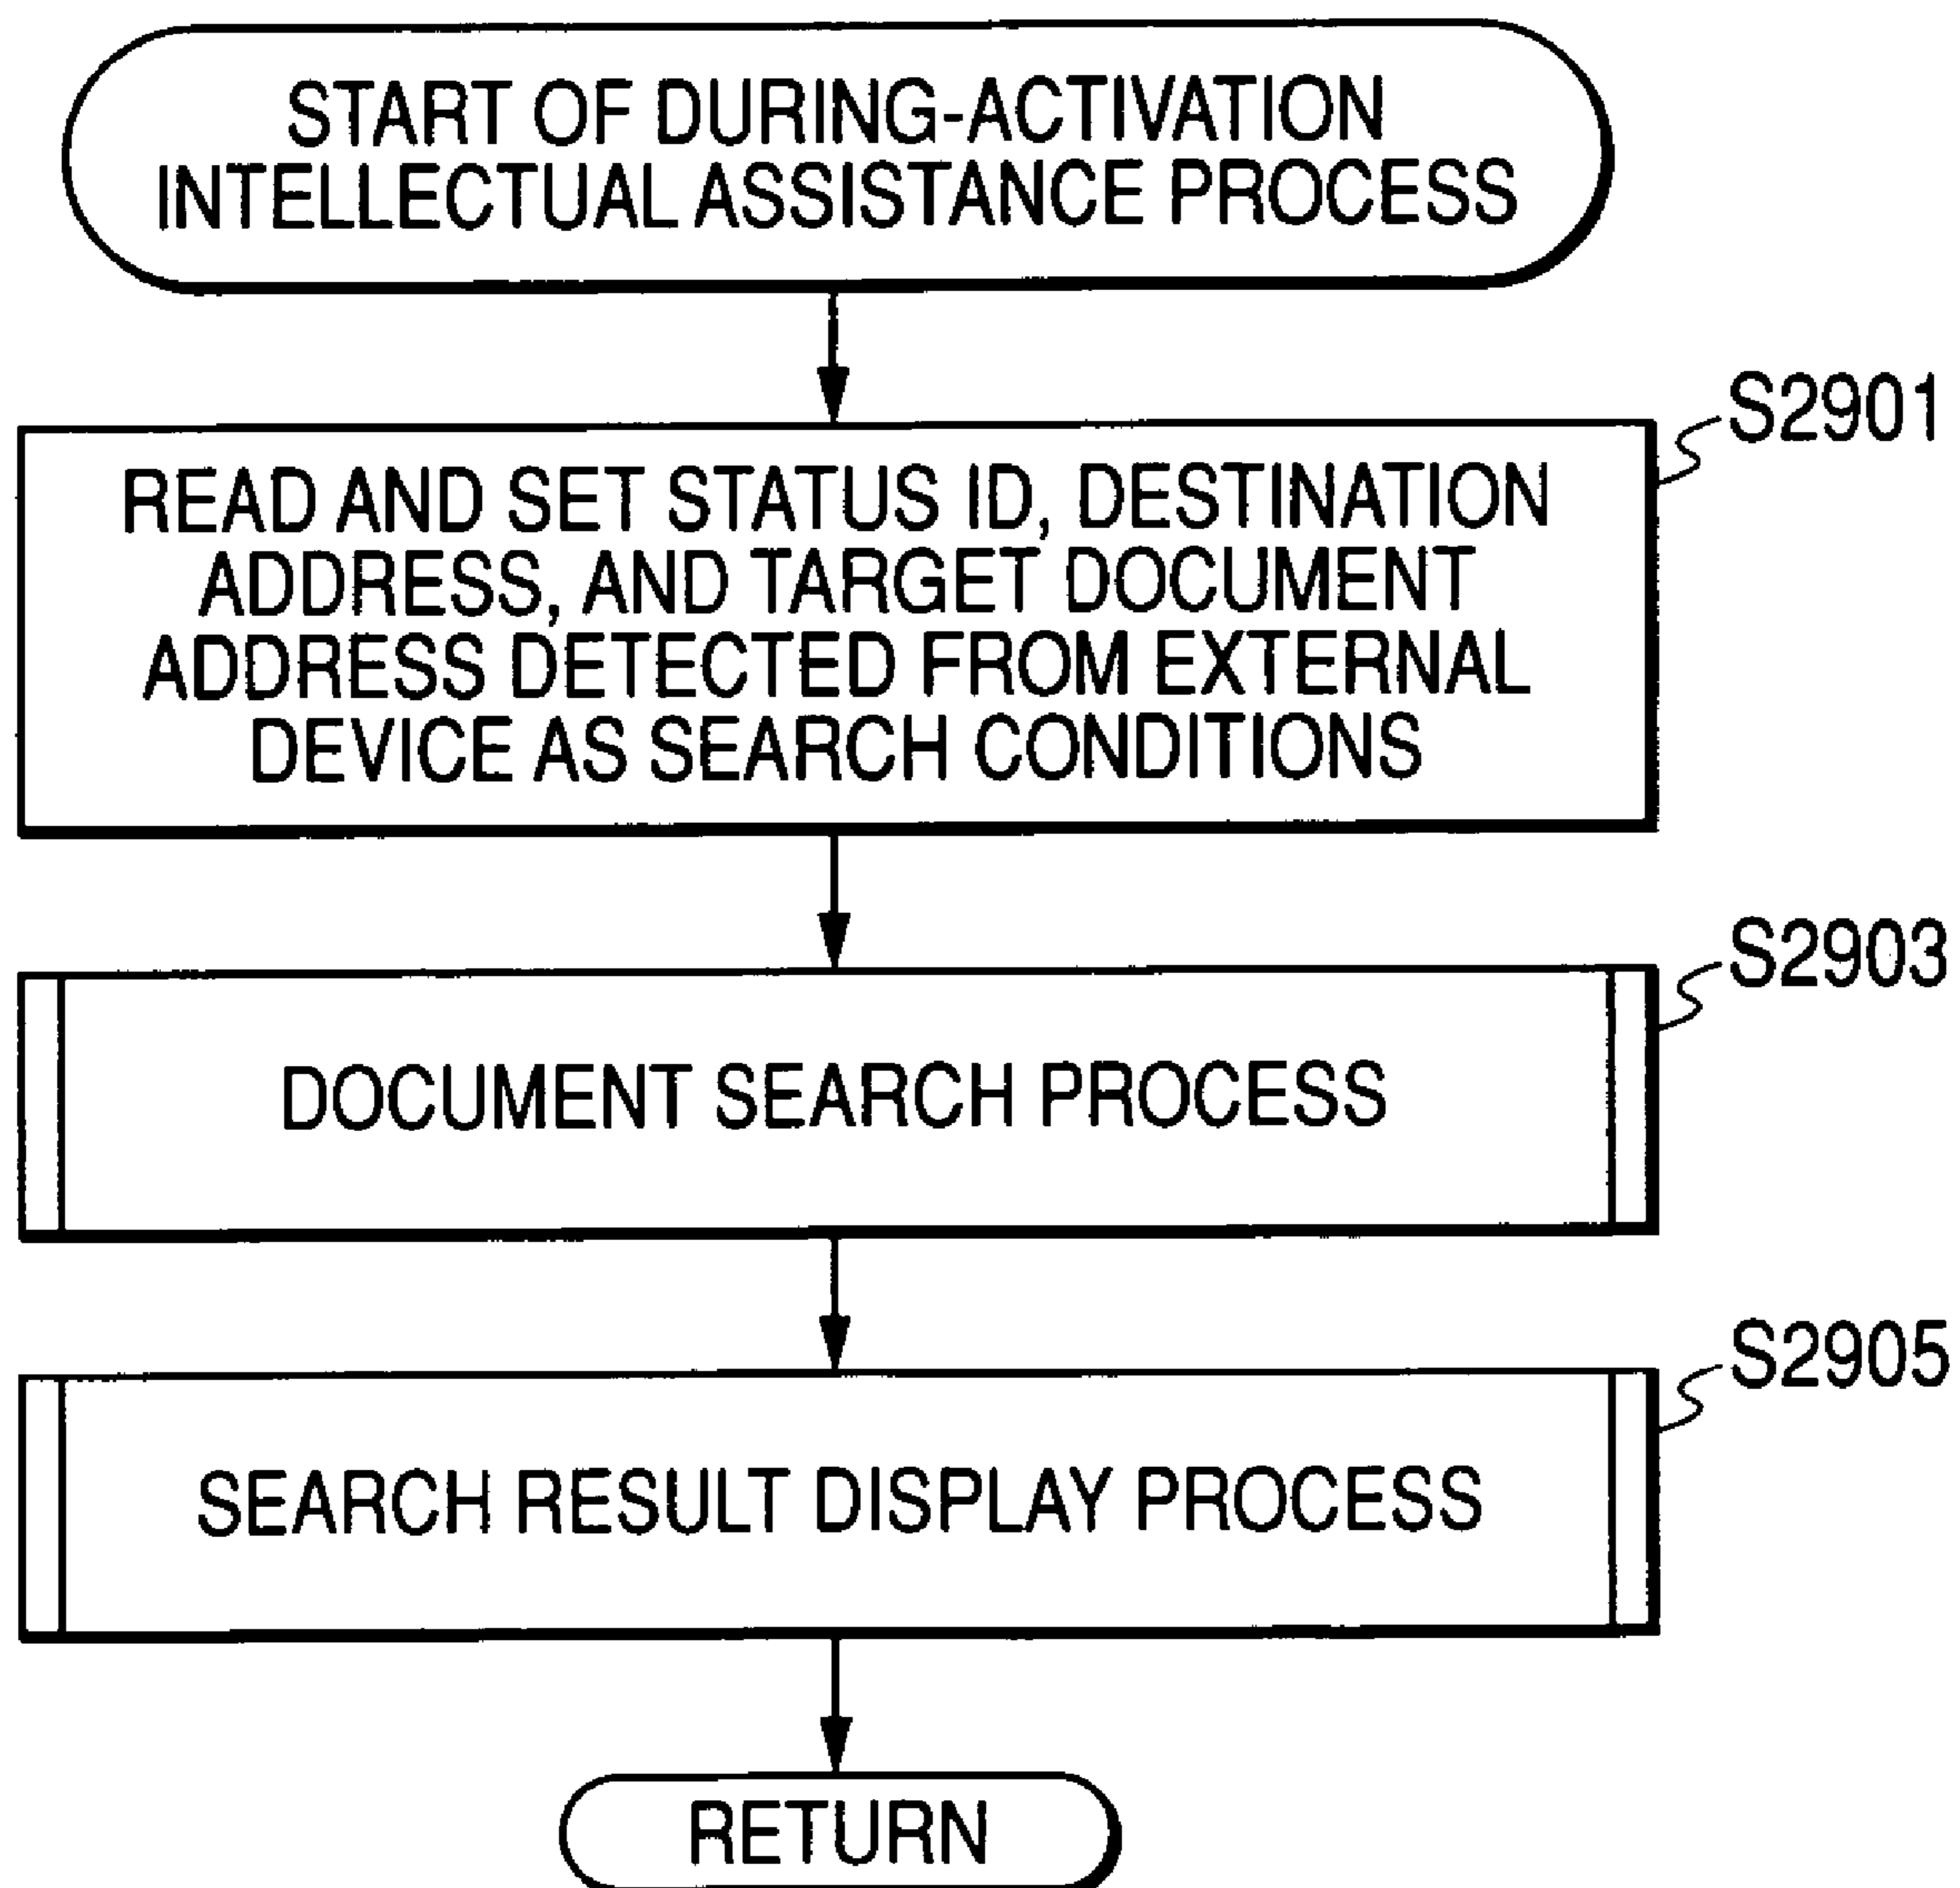 START OF DURING-ACTIVATION
INTELLECTUAL ASSISTANCE PROCESS
S2901
READ AND SET STATUS ID, DESTINATION
ADDRESS, AND TARGET DOCUMENT
ADDRESS DETECTED FROM EXTERNAL
DEVICE AS SEARCH CONDITIONS
S2903
DOCUMENT SEARCH PROCESS
S2905
SEARCH RESULT DISPLAY PROCESS
RETURN